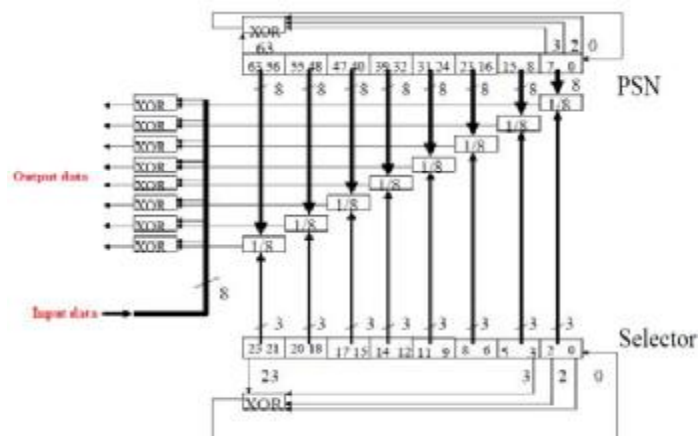 XOR
63 3 2 0
63 56 55 48 47 40 39 32 31 24 23 16 15 8 7 0
PSN
8 8 8 8 8 8 8 8
XOR 1/8
XOR 1/8
XOR 1/8
XOR 1/8
Output data
XOR 1/8
XOR 1/8
XOR 1/8
XOR 1/8
8
Input data
3 3 3 3 3 3 3 3
Selector
23 21 20 18 17 15 14 12 11 9 8 6 5 3 2 0
23 3 2 0
XOR